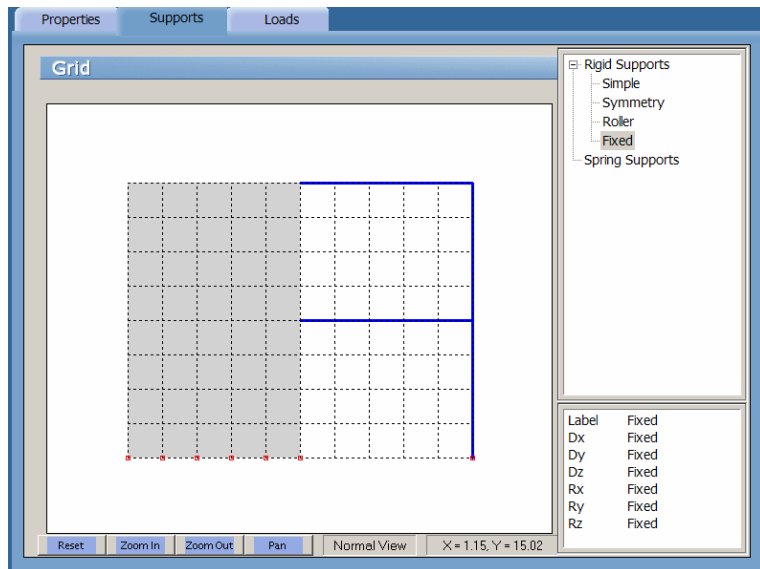 Properties Supports Loads
Grid
Rigid Supports
Simple
Symmetry
Roller
Fixed
Spring Supports
Label Fixed
Dx Fixed
Dy Fixed
Dz Fixed
Rx Fixed
Ry Fixed
Rz Fixed
Reset Zoom In Zoom Out Pan Normal View X = 1.15, Y = 15.02